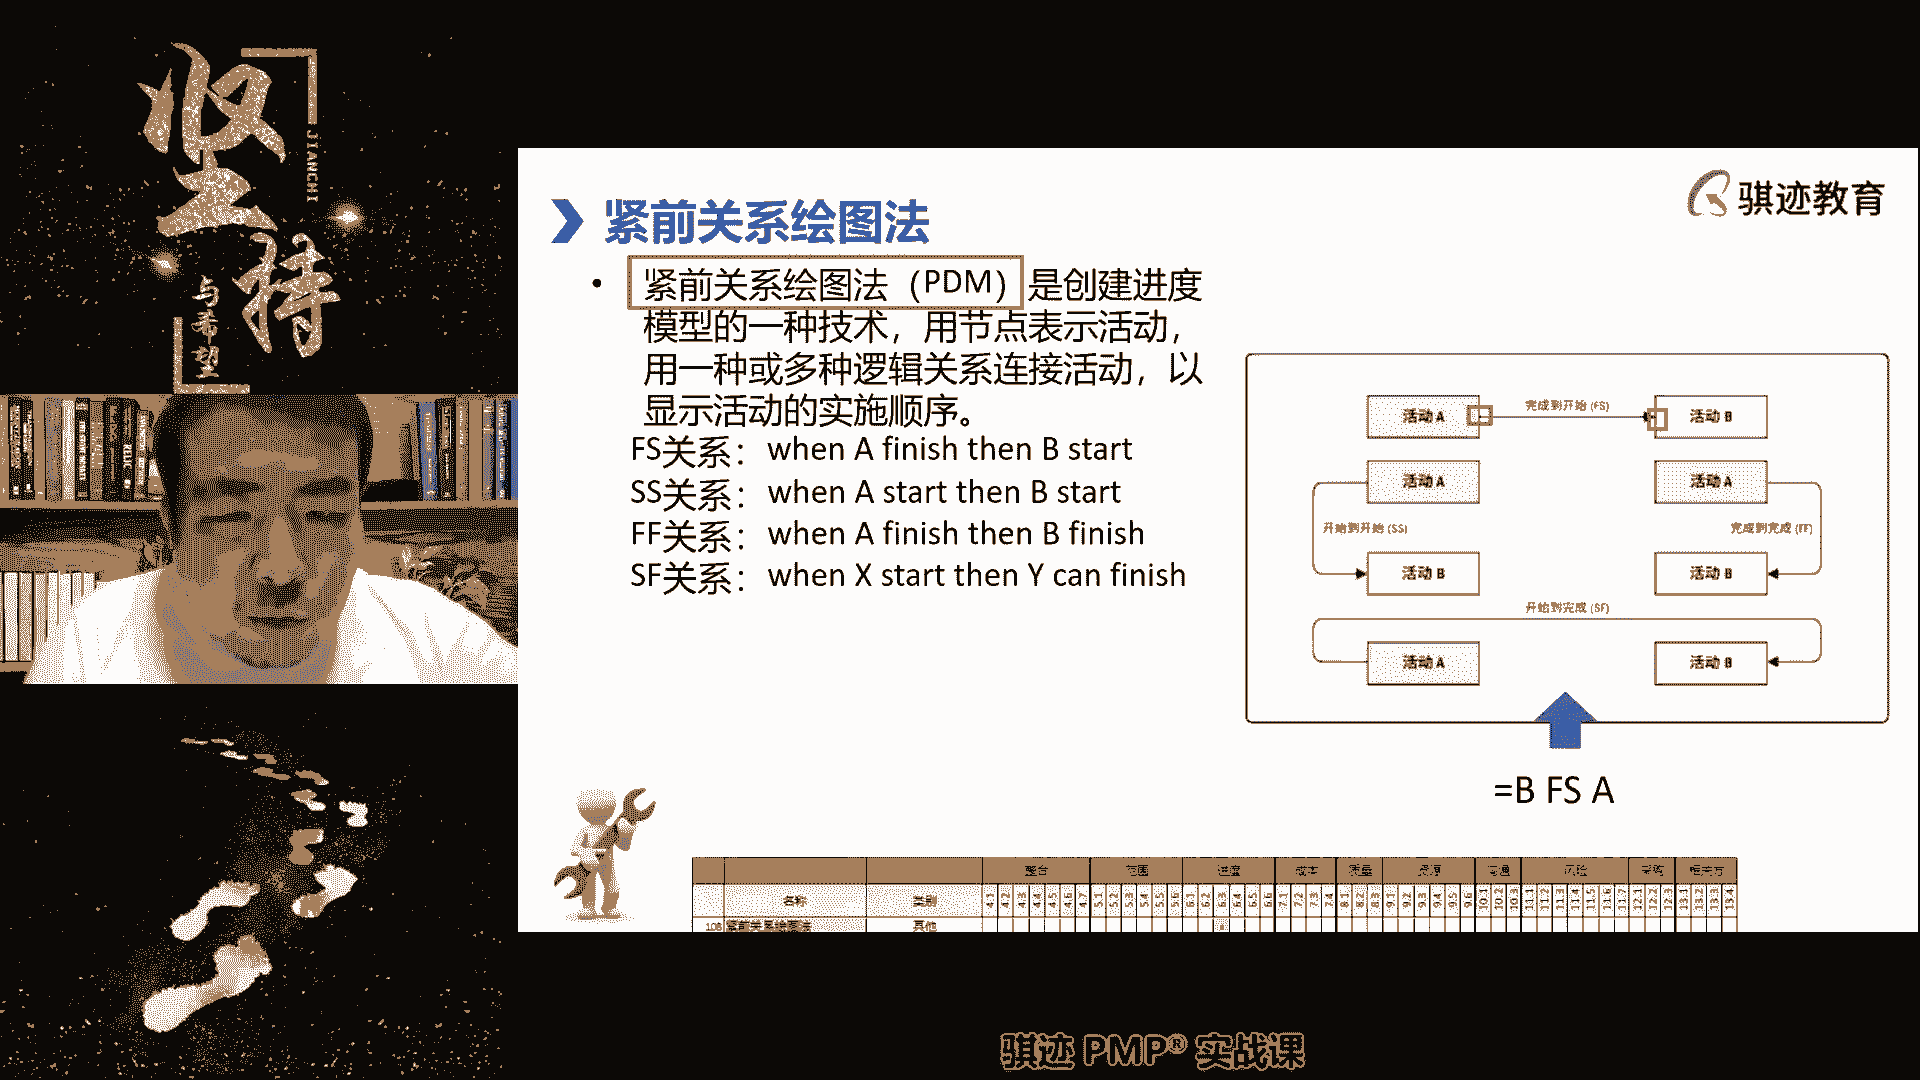 坚持
JIANCHI
与希望
骐迹教育
紧前关系绘图法
• 紧前关系绘图法（PDM）是创建进度
模型的一种技术，用节点表示活动，
用一种或多种逻辑关系连接活动，以
显示活动的实施顺序。
FS关系：when A finish then B start
SS关系：when A start then B start
FF关系：when A finish then B finish
SF关系：when X start then Y can finish
活动 A 完成到开始 (FS) 活动 B
活动 A 活动 A
开始到开始 (SS) 完成到完成 (FF)
活动 B 活动 B
开始到完成 (SF)
活动 A 活动 B
=B FS A
整合 范围 进度 成本 质量 资源 沟通 风险 采购 相关方
名称 类型 4.1 4.2 4.3 4.4 4.5 4.6 4.7 5.1 5.2 5.3 5.4 5.5 5.6 6.1 6.2 6.3 6.4 6.5 6.6 7.1 7.2 7.3 7.4 8.1 8.2 8.3 9.1 9.2 9.3 9.4 9.5 9.6 10.1 10.2 10.3 11.1 11.2 11.3 11.4 11.5 11.6 11.7 12.1 12.2 12.3 13.1 13.2 13.3 13.4
108 紧前关系绘图法 其他
骐迹 PMP® 实战课